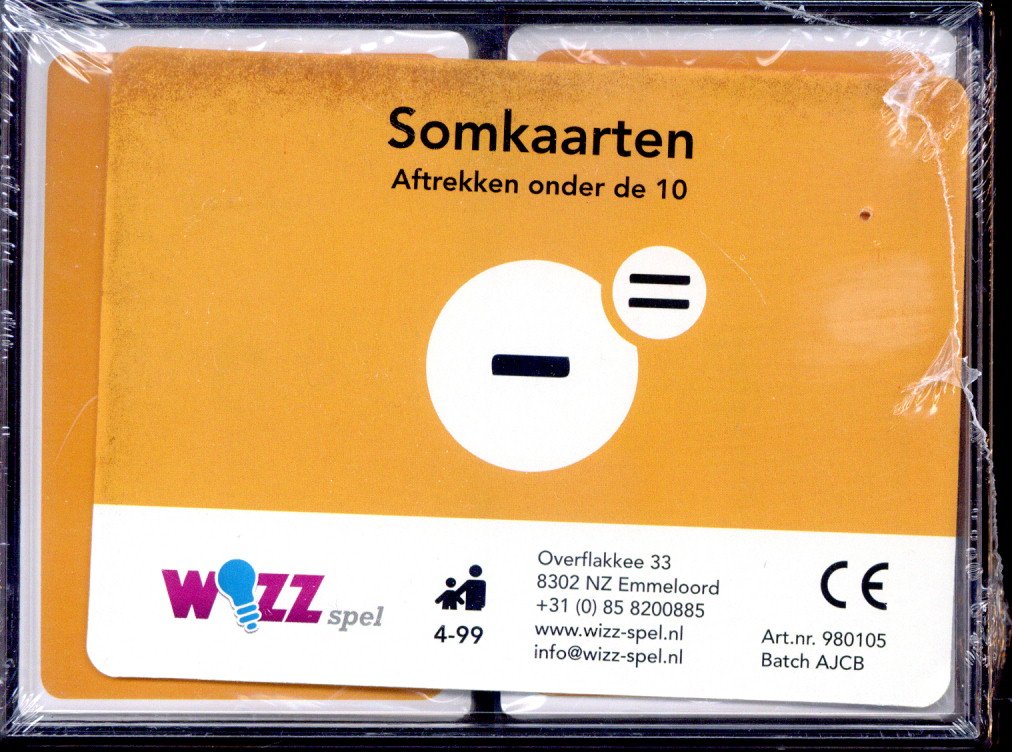 Somkaarten
Aftrekken onder de 10
- =
WIZZ spel
4-99
Overflakkee 33
8302 NZ Emmeloord
+31 (0) 85 8200885
www.wizz-spel.nl
info@wizz-spel.nl
CE
Art.nr. 980105
Batch AJCB